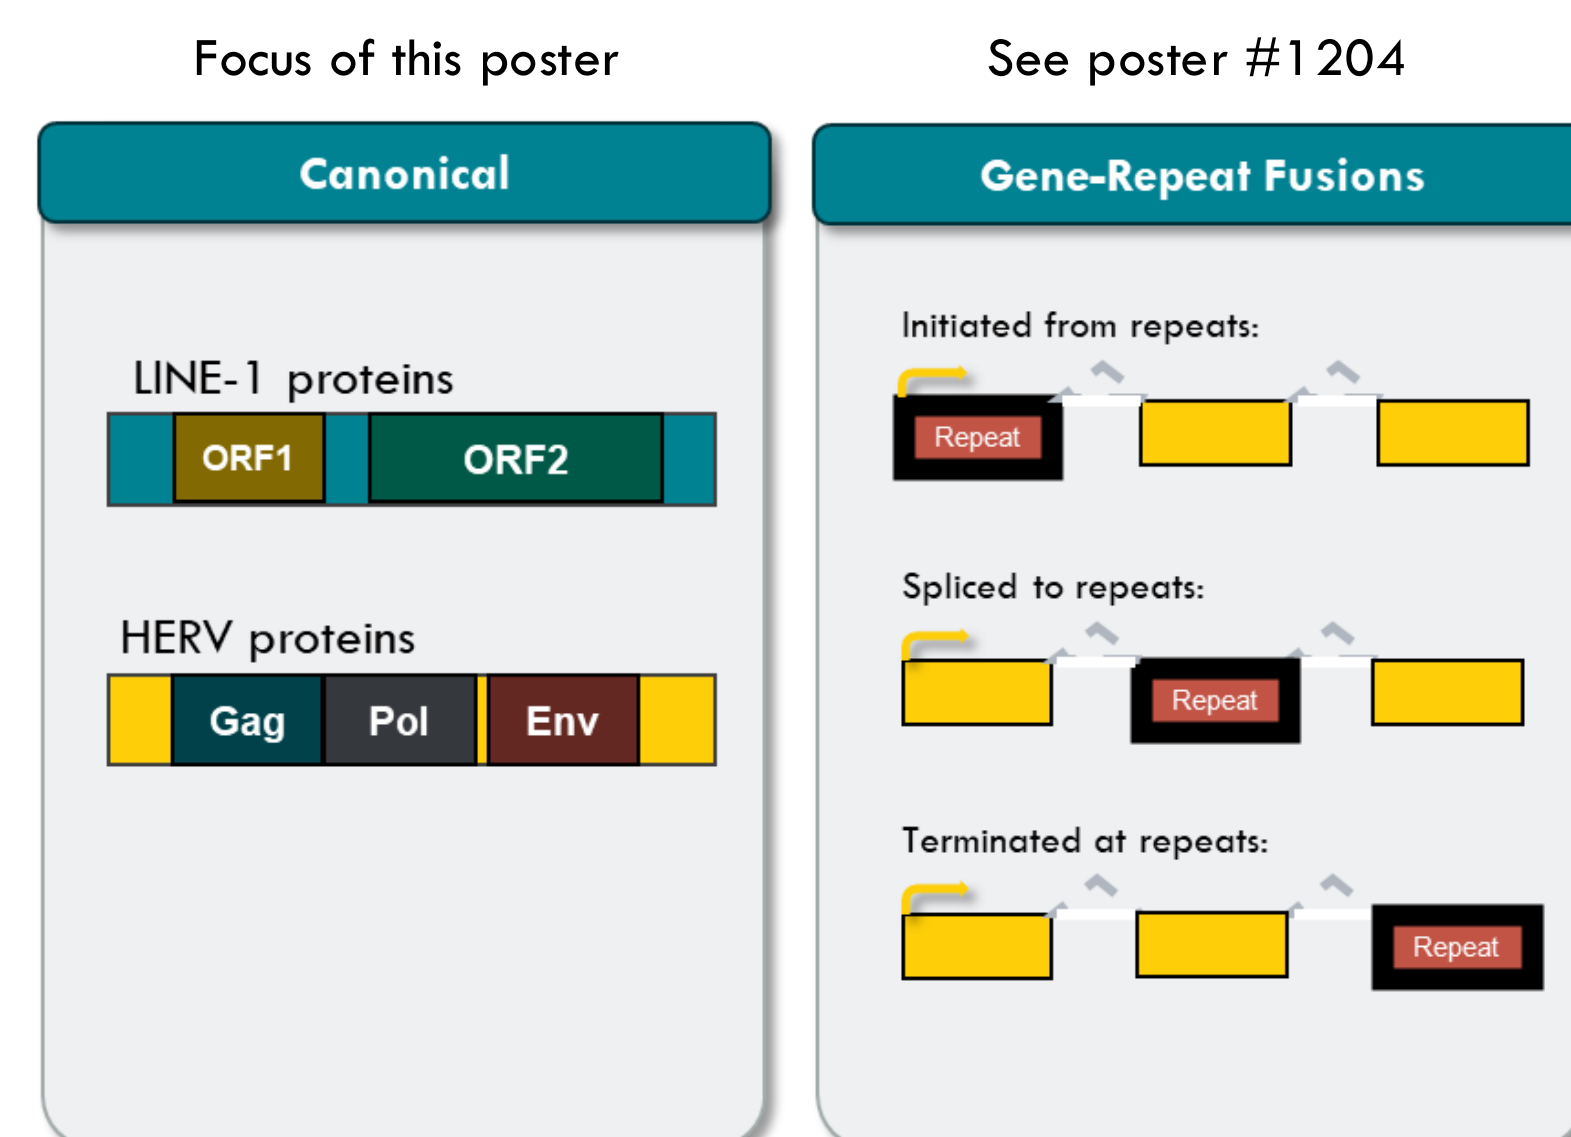 Focus of this poster
Canonical
LINE-1 proteins
ORF1 ORF2
HERV proteins
Gag Pol Env
See poster #1204
Gene-Repeat Fusions
Initiated from repeats:
Repeat
Spliced to repeats:
Repeat
Terminated at repeats:
Repeat